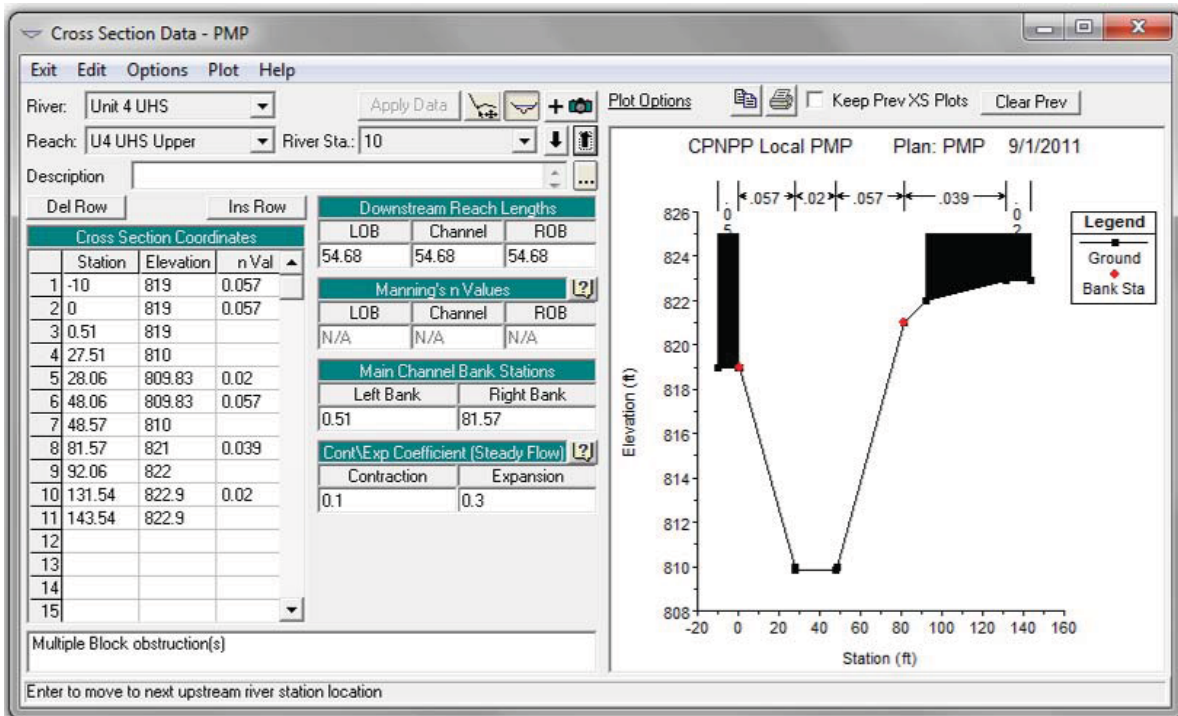 Cross Section Data - PMP
Exit Edit Options Plot Help
River: Unit 4 UHS Apply Data
Reach: U4 UHS Upper River Sta.: 10
Description ...
Del Row Ins Row
Cross Section Coordinates
Station Elevation n Val
1 -10 819 0.057
2 0 819 0.057
3 0.51 819
4 27.51 810
5 28.06 809.83 0.02
6 48.06 809.83 0.057
7 48.57 810
8 81.57 821 0.039
9 92.06 822
10 131.54 822.9 0.02
11 143.54 822.9
12
13
14
15
Downstream Reach Lengths
LOB Channel ROB
54.68 54.68 54.68
Manning's n Values ?
LOB Channel ROB
N/A N/A N/A
Main Channel Bank Stations
Left Bank Right Bank
0.51 81.57
Cont\Exp Coefficient (Steady Flow) ?
Contraction Expansion
0.1 0.3
Multiple Block obstruction(s)
Enter to move to next upstream river station location
Plot Options Keep Prev XS Plots Clear Prev
CPNPP Local PMP Plan: PMP 9/1/2011
.057 .02 .057 .039
826
824
822
820
818
816
814
812
810
808
Elevation (ft)
-20 0 20 40 60 80 100 120 140 160
Station (ft)
Legend
Ground
Bank Sta